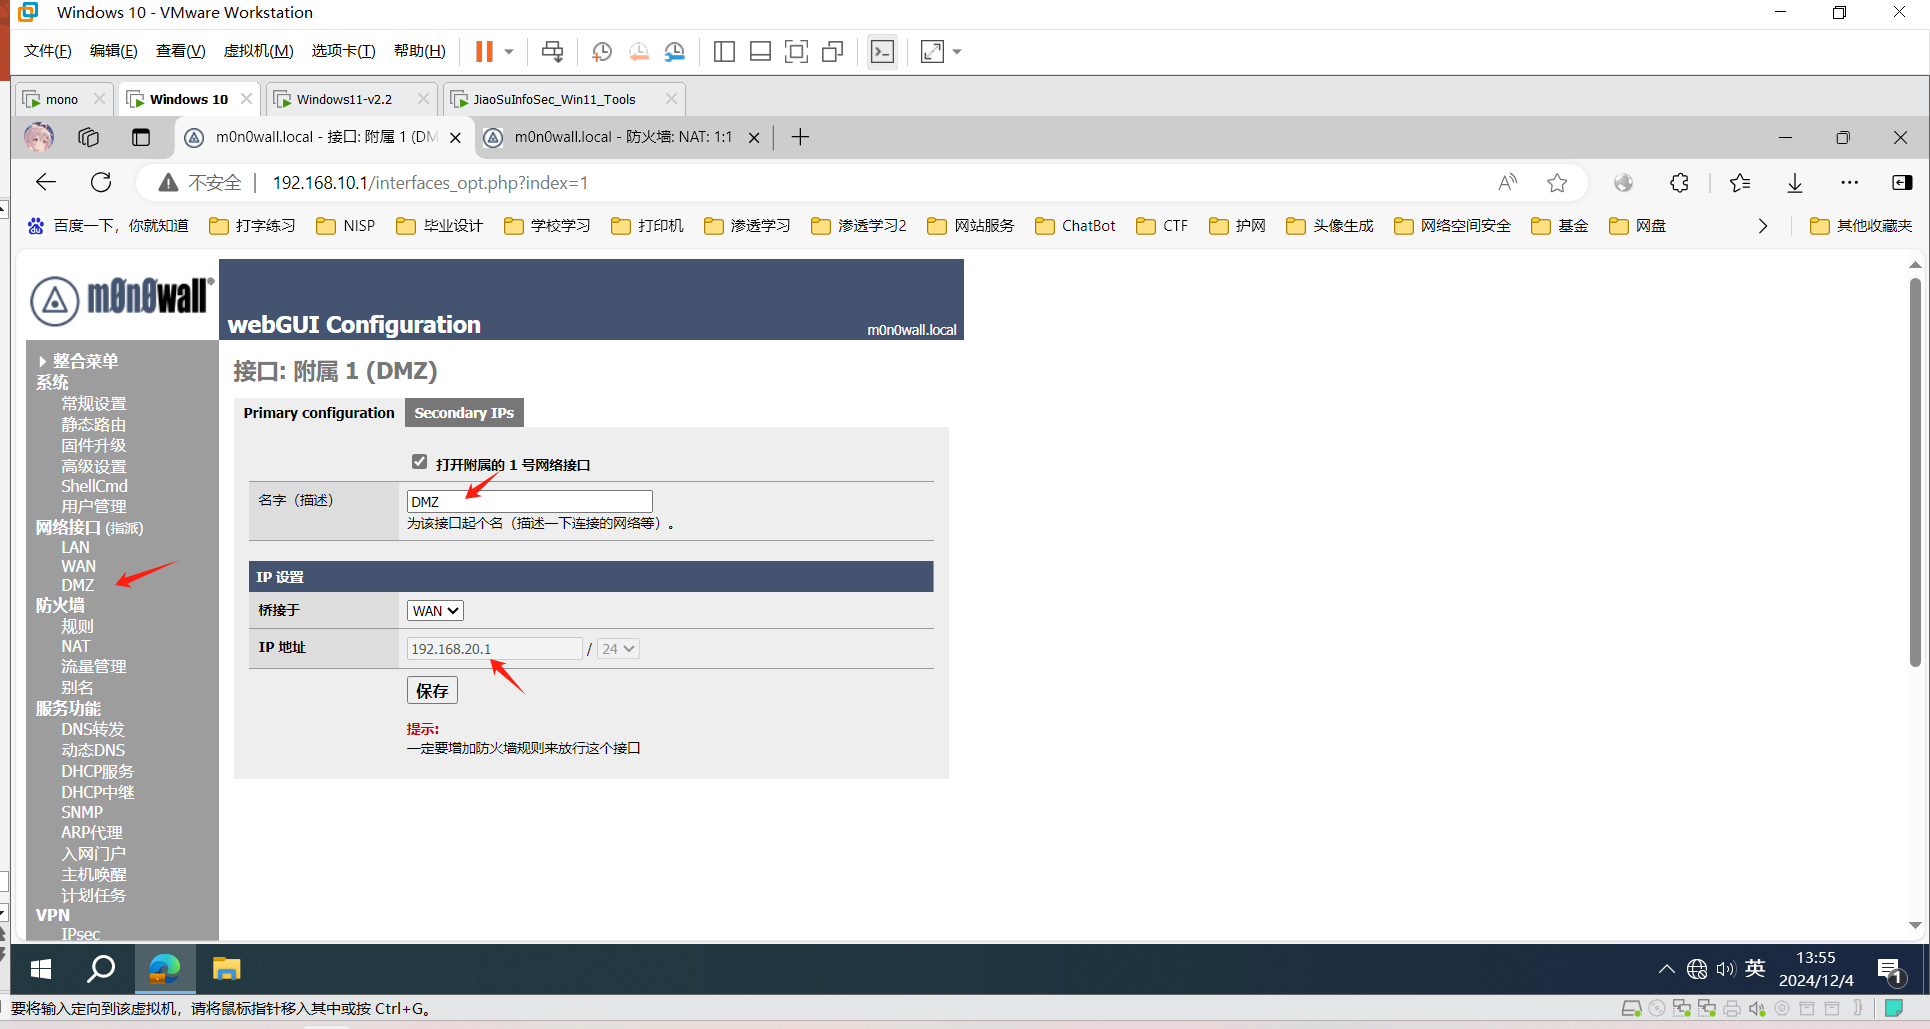 Windows 10 - VMware Workstation
文件(F) 编辑(E) 查看(V) 虚拟机(M) 选项卡(T) 帮助(H)
mono Windows 10 Windows11-v2.2 JiaoSuInfoSec_Win11_Tools
m0n0wall.local - 接口: 附属 1 (DM m0n0wall.local - 防火墙: NAT: 1:1
不安全 192.168.10.1/interfaces_opt.php?index=1
百度一下，你就知道 打字练习 NISP 毕业设计 学校学习 打印机 渗透学习 渗透学习2 网站服务 ChatBot CTF 护网 头像生成 网络空间安全 基金 网盘 其他收藏夹
m0n0wall®
webGUI Configuration
m0n0wall.local
整合菜单
系统
常规设置
静态路由
固件升级
高级设置
ShellCmd
用户管理
网络接口 (指派)
LAN
WAN
DMZ
防火墙
规则
NAT
流量管理
别名
服务功能
DNS转发
动态DNS
DHCP服务
DHCP中继
SNMP
ARP代理
入网门户
主机唤醒
计划任务
VPN
IPsec
接口: 附属 1 (DMZ)
Primary configuration Secondary IPs
打开附属的 1 号网络接口
名字（描述） DMZ
为该接口起个名（描述一下连接的网络等）。
IP 设置
桥接于 WAN
IP 地址 192.168.20.1 / 24
保存
提示:
一定要增加防火墙规则来放行这个接口
英 13:55
2024/12/4
1
要将输入定向到该虚拟机，请将鼠标指针移入其中或按 Ctrl+G。